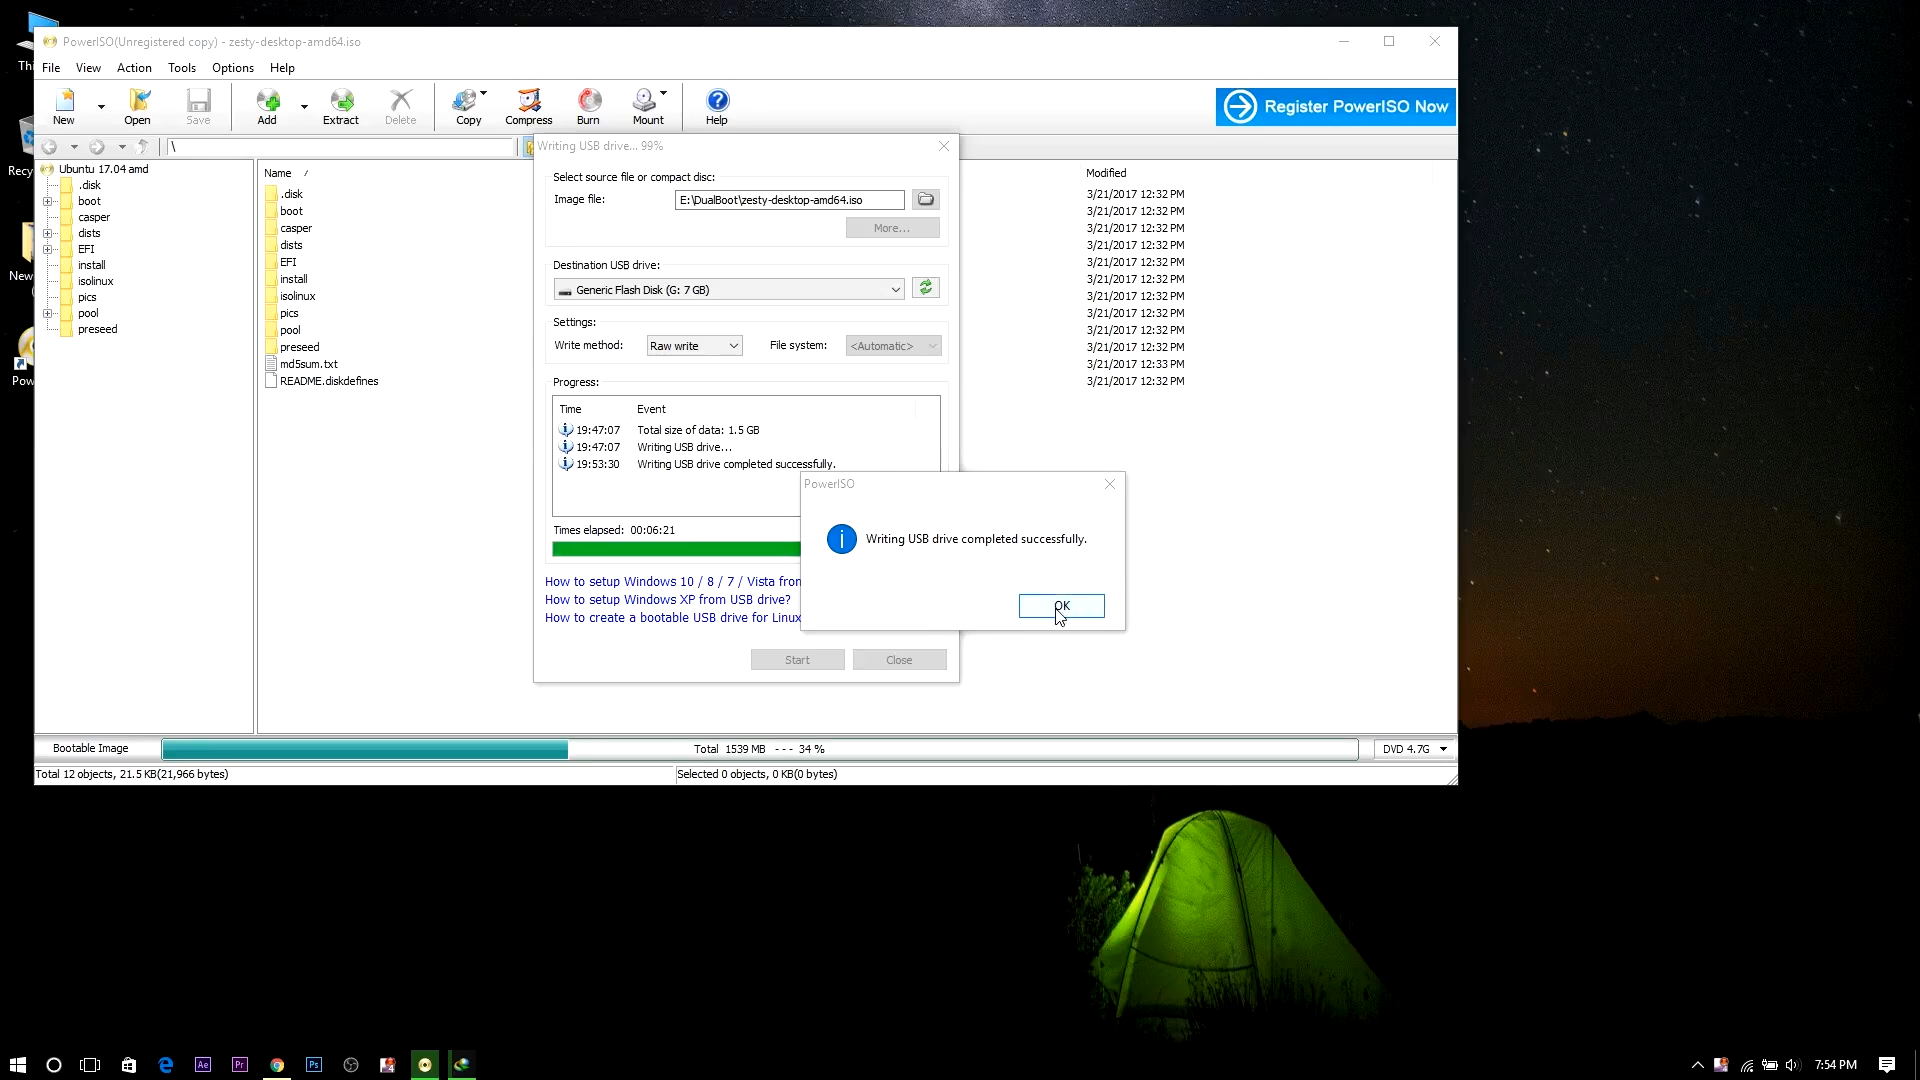 PowerISO(Unregistered copy) - zesty-desktop-amd64.iso
File View Action Tools Options Help
New Open Save Add Extract Delete Copy Compress Burn Mount Help
Register PowerISO Now
\
Ubuntu 17.04 amd
.disk
boot
casper
dists
EFI
install
isolinux
pics
pool
preseed
Name / Modified
.disk 3/21/2017 12:32 PM
boot 3/21/2017 12:32 PM
casper 3/21/2017 12:32 PM
dists 3/21/2017 12:32 PM
EFI 3/21/2017 12:32 PM
install 3/21/2017 12:32 PM
isolinux 3/21/2017 12:32 PM
pics 3/21/2017 12:32 PM
pool 3/21/2017 12:32 PM
preseed 3/21/2017 12:32 PM
md5sum.txt 3/21/2017 12:33 PM
README.diskdefines 3/21/2017 12:32 PM
Writing USB drive... 99%
Select source file or compact disc:
Image file: E:\DualBoot\zesty-desktop-amd64.iso
More...
Destination USB drive:
Generic Flash Disk (G: 7 GB)
Settings:
Write method: Raw write File system: <Automatic>
Progress:
Time Event
19:47:07 Total size of data: 1.5 GB
19:47:07 Writing USB drive...
19:53:30 Writing USB drive completed successfully.
Times elapsed: 00:06:21
How to setup Windows 10 / 8 / 7 / Vista from
How to setup Windows XP from USB drive?
How to create a bootable USB drive for Linux
Start Close
PowerISO
Writing USB drive completed successfully.
OK
Bootable Image Total 1539 MB --- 34 % DVD 4.7G
Total 12 objects, 21.5 KB(21,966 bytes) Selected 0 objects, 0 KB(0 bytes)
Thi
Recy
New
(
Pow
Ae Pr Ps
7:54 PM